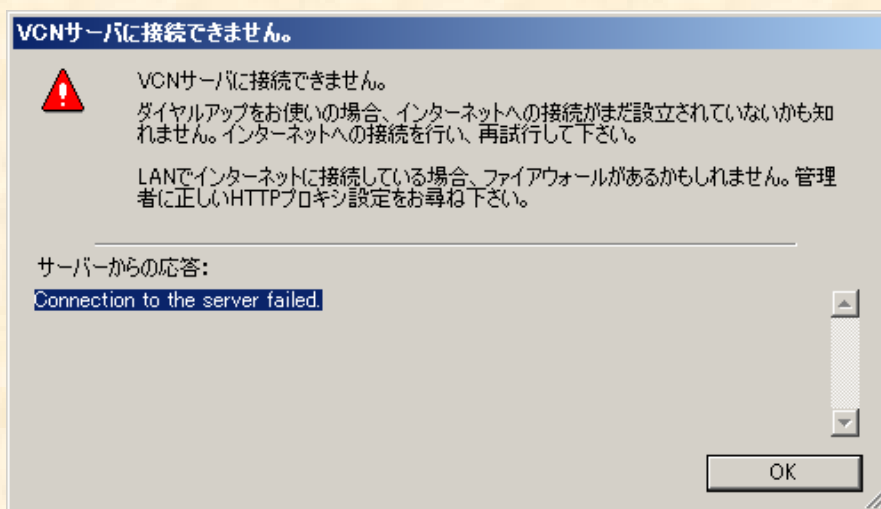 VCNサーバに接続できません。
VCNサーバに接続できません。
ダイヤルアップをお使いの場合、インターネットへの接続がまだ設立されていないかも知
れません。インターネットへの接続を行い、再試行して下さい。
LANでインターネットに接続している場合、ファイアウォールがあるかもしれません。管理
者に正しいHTTPプロキシ設定をお尋ね下さい。
サーバーからの応答:
Connection to the server failed.
OK